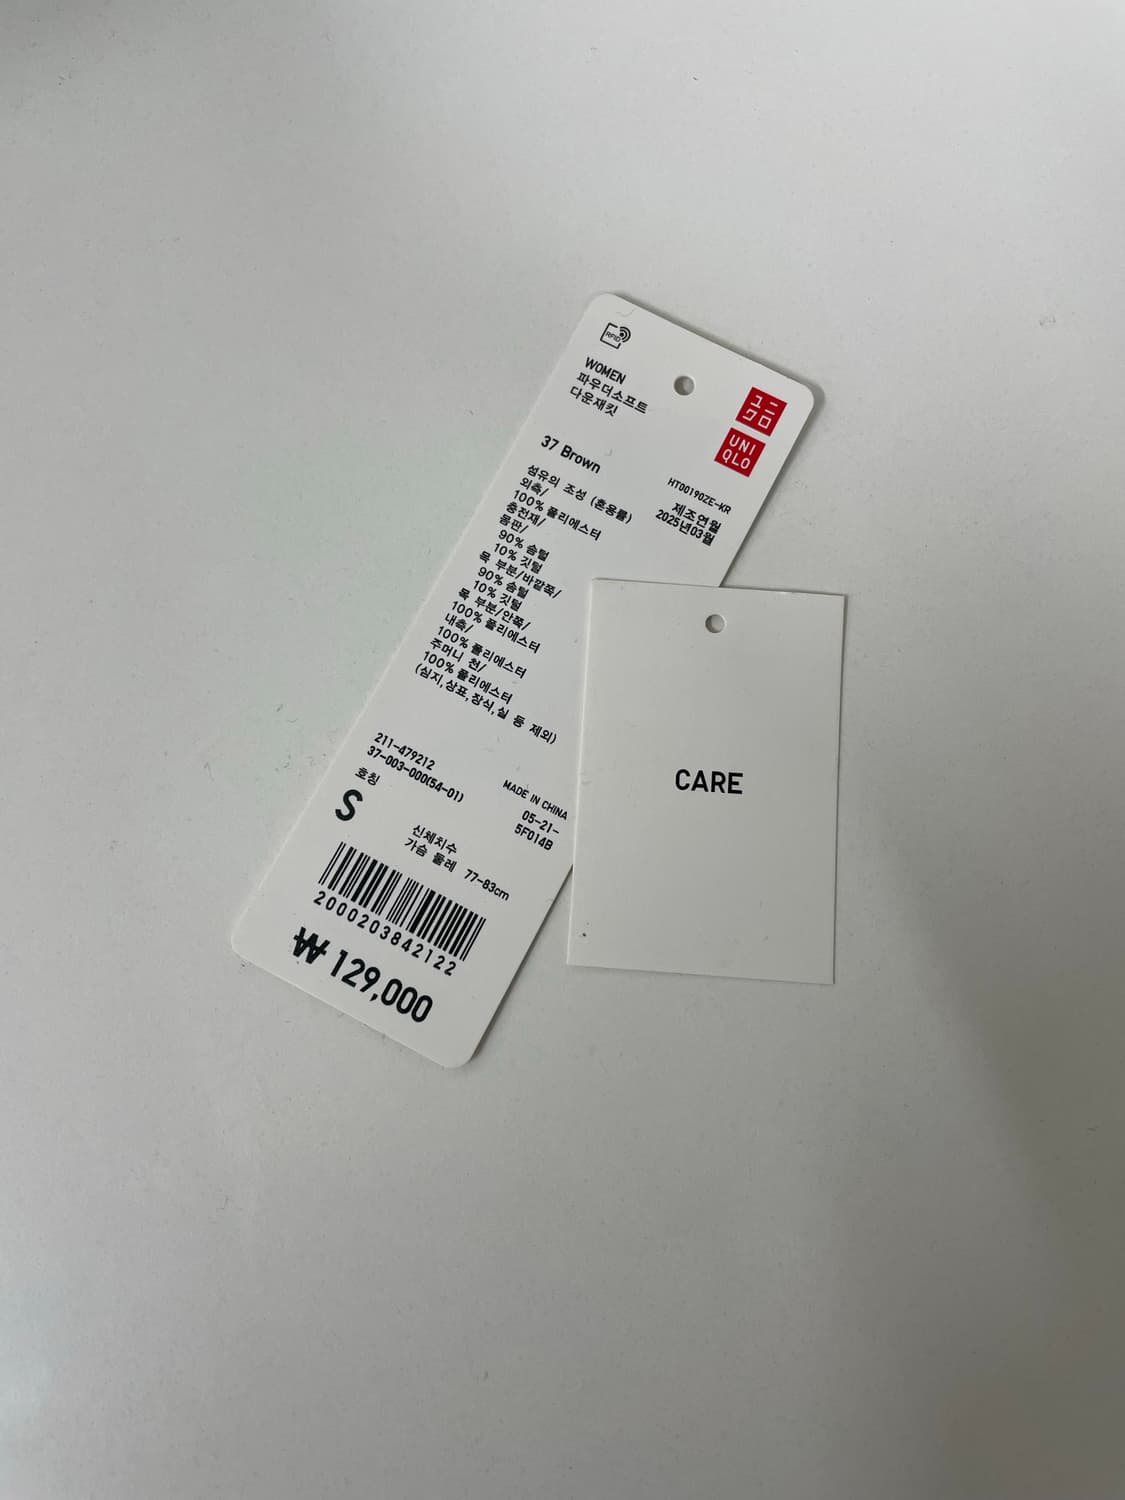 RFID
WOMEN
파우더소프트
다운재킷
ユニ
クロ
UNI
QLO
37 Brown
HT00190ZE-KR
제조연월
2025년03월
섬유의 조성 (혼용률)
외측/
100% 폴리에스터
충전재/
몸판/
90% 솜털
10% 깃털
목 부분/바깥쪽/
90% 솜털
10% 깃털
목 부분/안쪽/
100% 폴리에스터
내측/
100% 폴리에스터
주머니 천/
100% 폴리에스터
(심지,상표,장식,실 등 제외)
211-479212
37-003-000(54-01)
MADE IN CHINA
05-21-
5F014B
호칭
S
신체치수
가슴 둘레 77-83cm
2000203842122
₩ 129,000
CARE